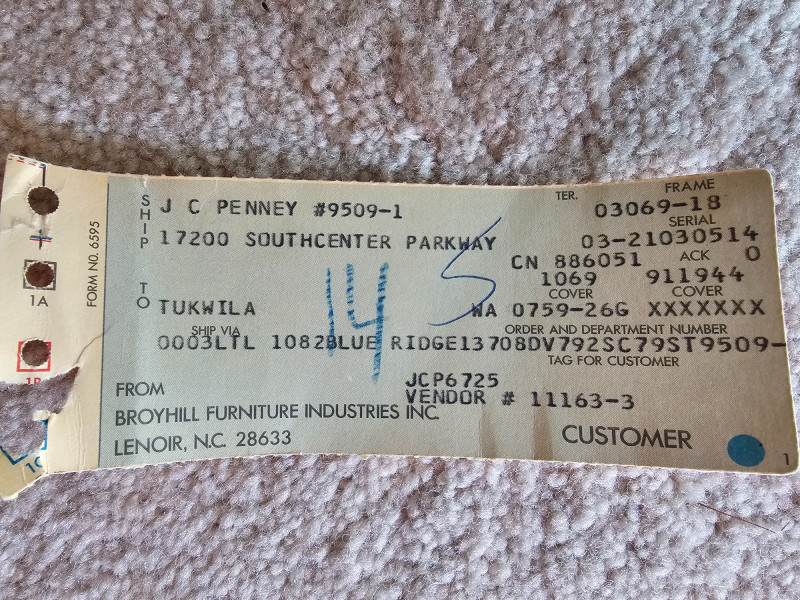 TER. FRAME
SHIP J C PENNEY #9509-1 03069-18
SERIAL
17200 SOUTHCENTER PARKWAY 03-21030514
CN 886051 ACK 0
1069 911944
COVER COVER
TO TUKWILA WA 0759-26G XXXXXXX
SHIP VIA ORDER AND DEPARTMENT NUMBER
0003LTL 1082BLUE RIDGE13708DV792SC79ST9509-
TAG FOR CUSTOMER
JCP6725
FROM VENDOR # 11163-3
BROYHILL FURNITURE INDUSTRIES INC.
LENOIR, N.C. 28633
CUSTOMER
1
14
5
FORM NO. 6595
1A
1B
1C